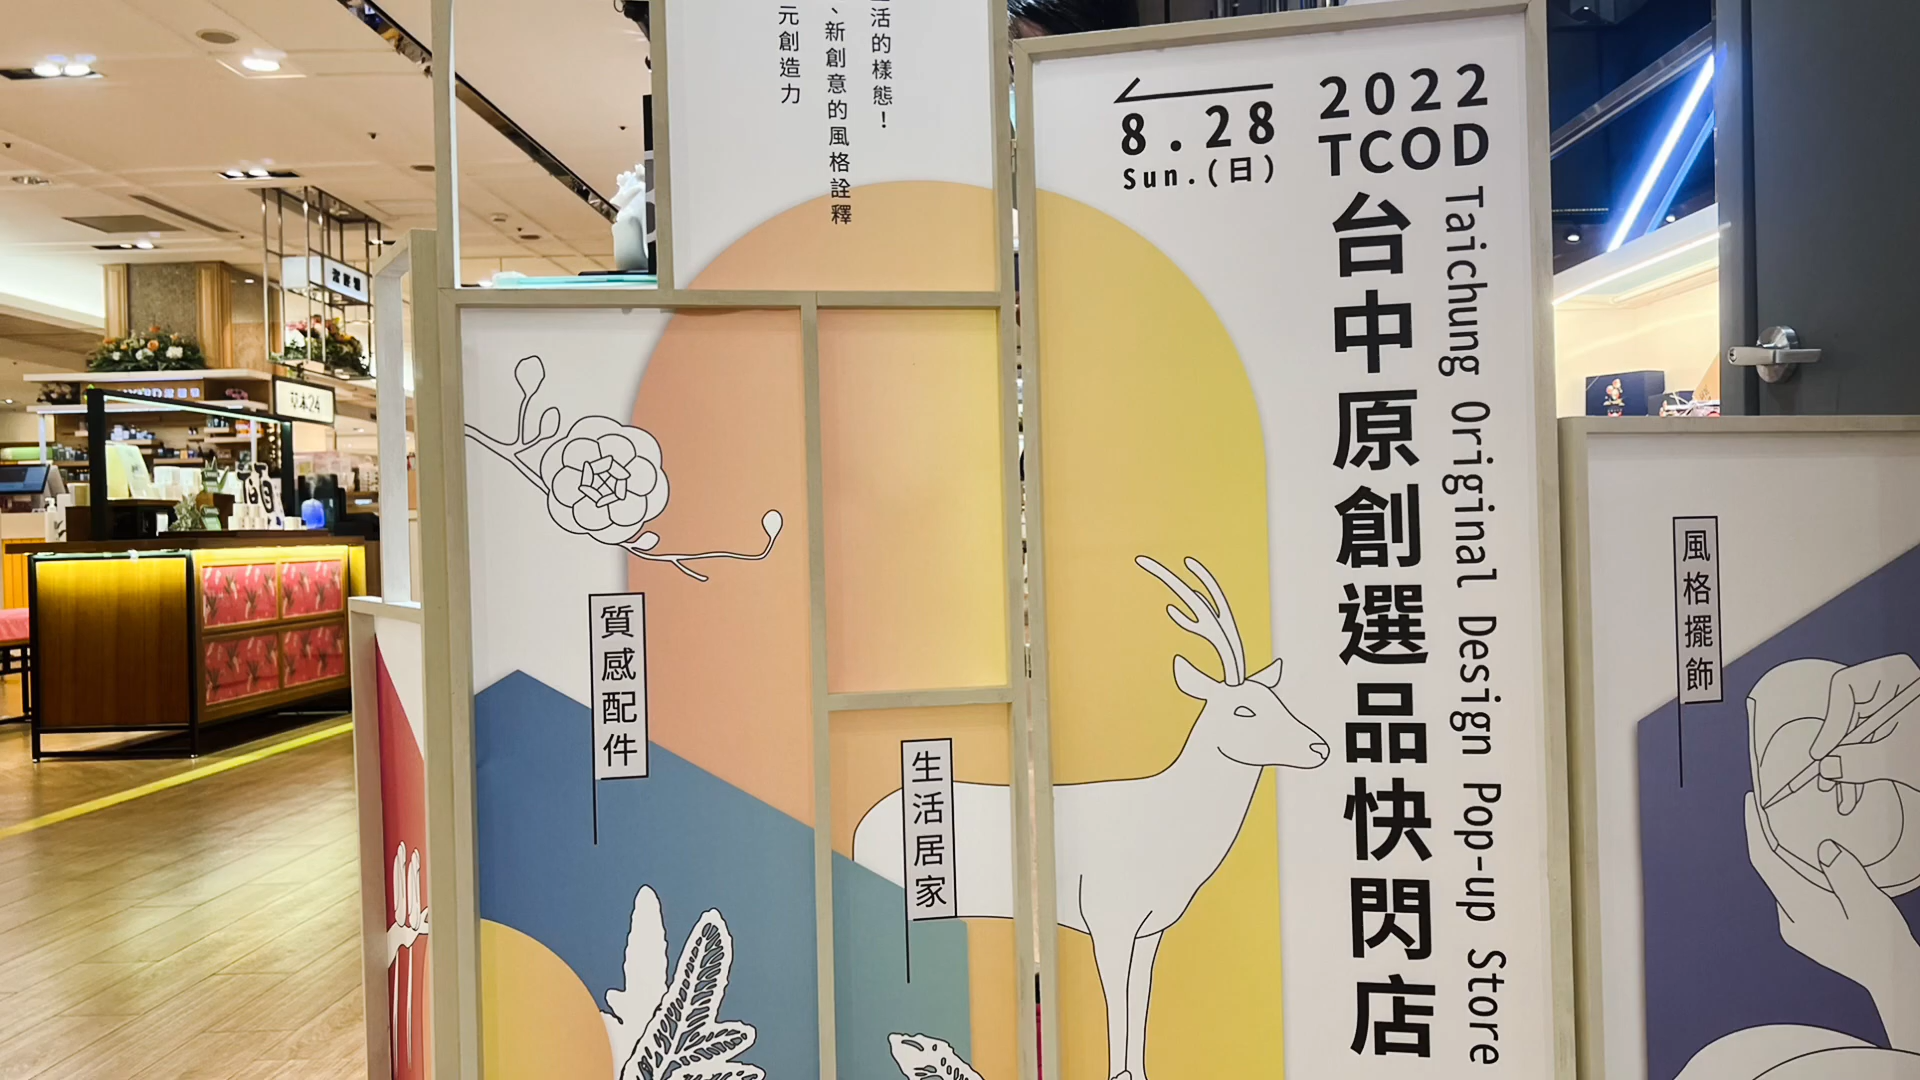 2022
TCOD
台中原創選品快閃店
Taichung Original Design Pop-up Store
8.28
Sun.(日)
活的樣態！
、新創意的風格詮釋
元創造力
質感配件
生活居家
風格擺飾
草本24